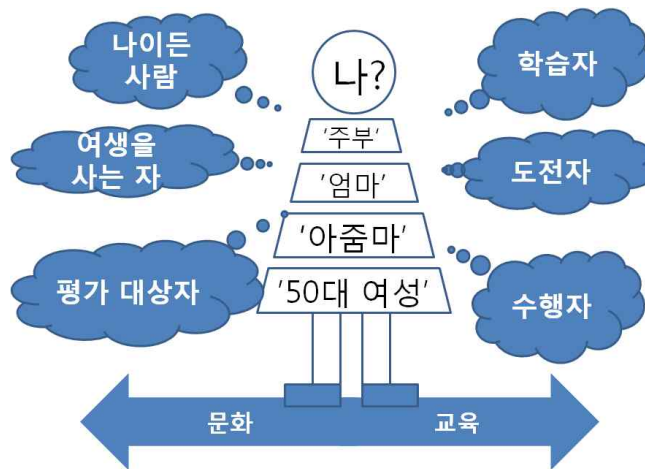 나이든
사람
나?
학습자
'주부'
여생을
사는 자
'엄마'
도전자
'아줌마'
평가 대상자
'50대 여성'
수행자
문화
교육